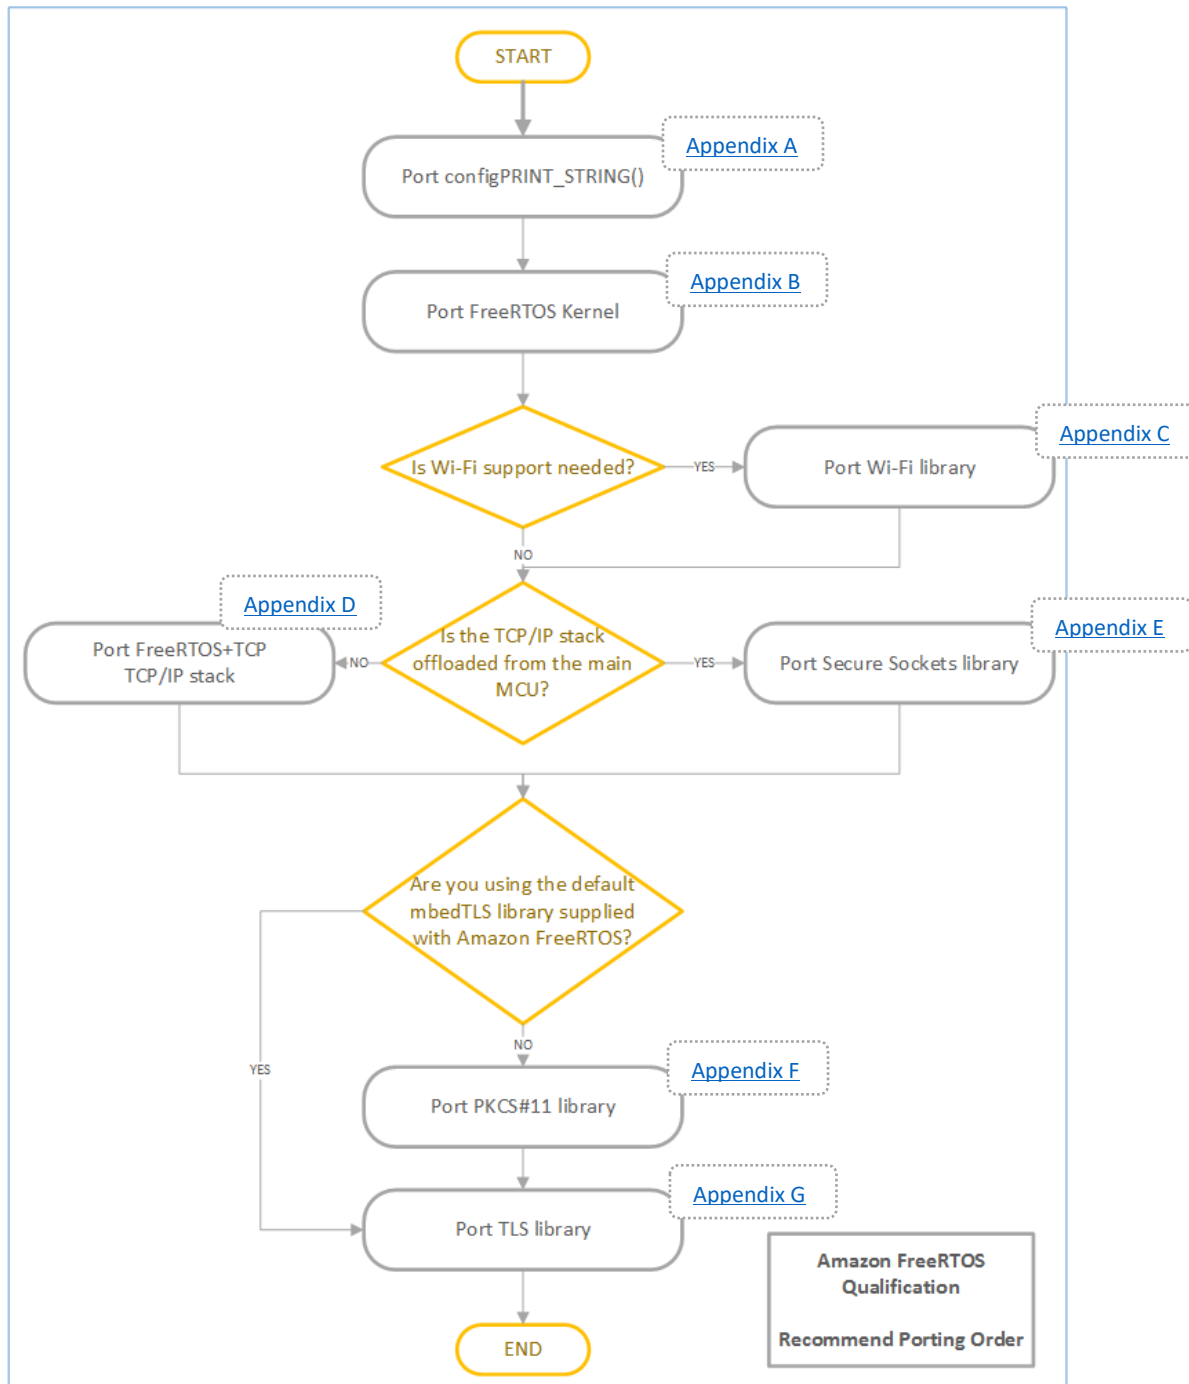 START
Appendix A
Port configPRINT_STRING()
Appendix B
Port FreeRTOS Kernel
Appendix C
Is Wi-Fi support needed?
YES
Port Wi-Fi library
NO
Appendix D
Appendix E
Port FreeRTOS+TCP
TCP/IP stack
NO
Is the TCP/IP stack
offloaded from the main
MCU?
YES
Port Secure Sockets library
Are you using the default
mbedTLS library supplied
with Amazon FreeRTOS?
NO
YES
Appendix F
Port PKCS#11 library
Appendix G
Port TLS library
Amazon FreeRTOS
Qualification
Recommend Porting Order
END